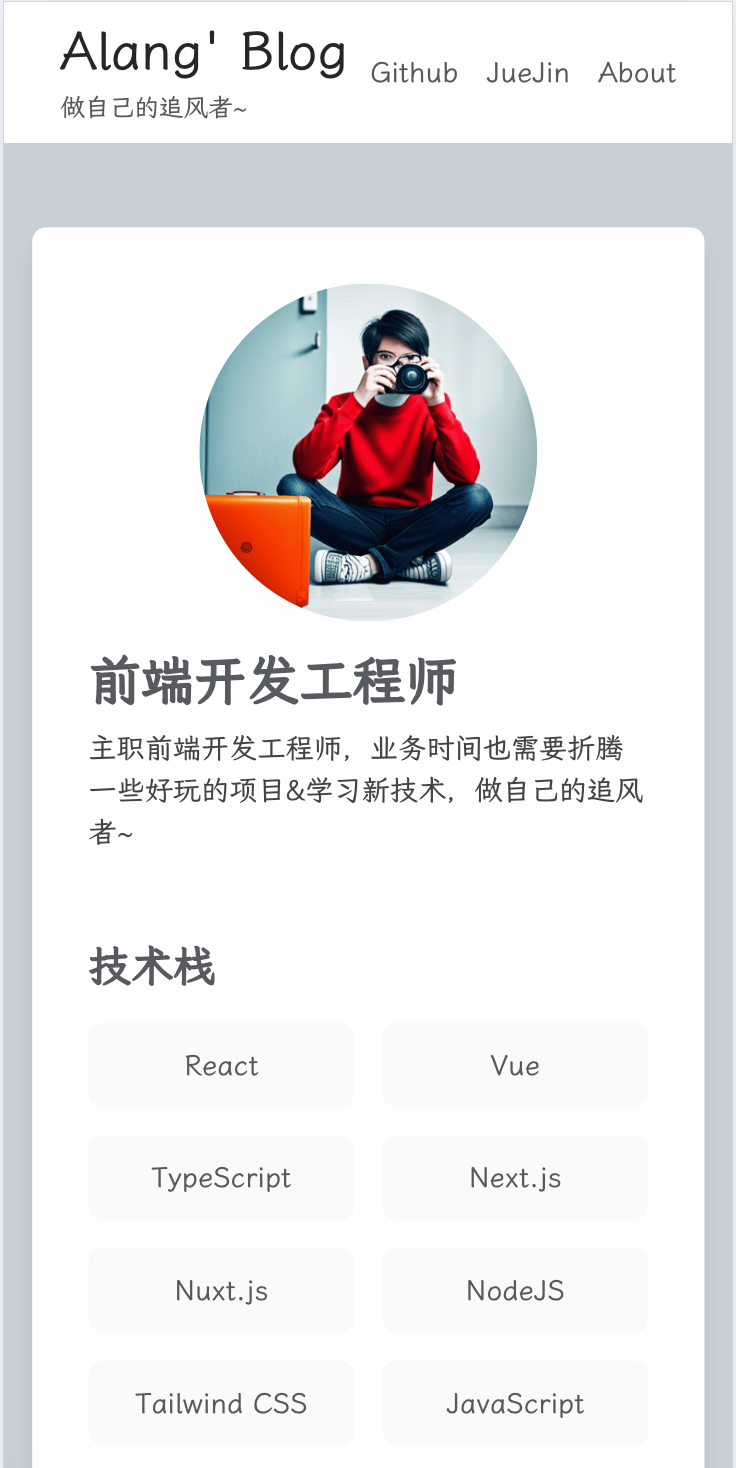 Alang' Blog
Github JueJin About
做自己的追风者~
前端开发工程师
主职前端开发工程师，业务时间也需要折腾
一些好玩的项目&学习新技术，做自己的追风
者~
技术栈
React Vue
TypeScript Next.js
Nuxt.js NodeJS
Tailwind CSS JavaScript